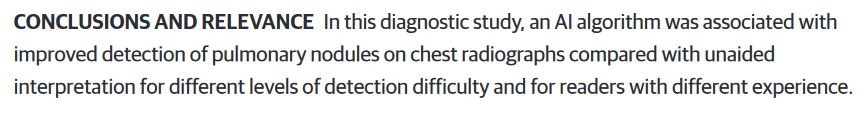 CONCLUSIONS AND RELEVANCE In this diagnostic study, an AI algorithm was associated with
improved detection of pulmonary nodules on chest radiographs compared with unaided
interpretation for different levels of detection difficulty and for readers with different experience.